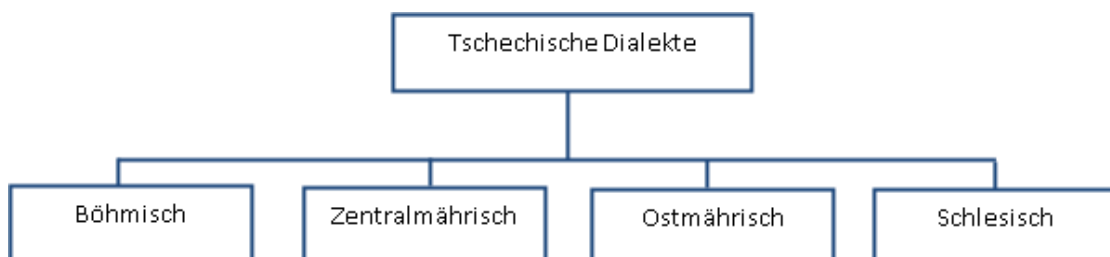 Tschechische Dialekte
Böhmisch
Zentralmährisch
Ostmährisch
Schlesisch